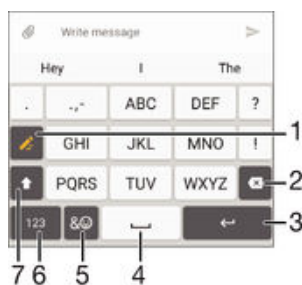 Write message
Hey I The
. .,- ABC DEF ?
GHI JKL MNO ! 1
PQRS TUV WXYZ 2
123 & 3
7 6 5 4